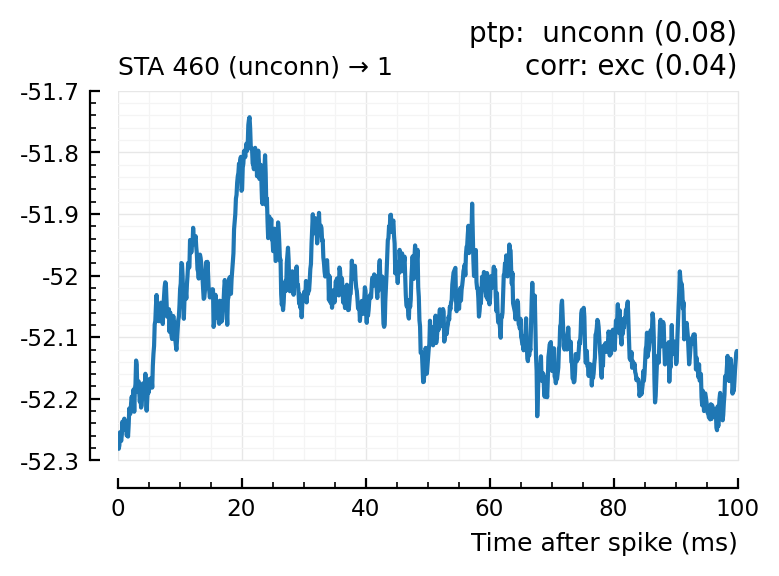 ptp:  unconn (0.08)
STA 460 (unconn) → 1
corr: exc (0.04)
-51.7
-51.8
-51.9
-52
-52.1
-52.2
-52.3
0 20 40 60 80 100
Time after spike (ms)